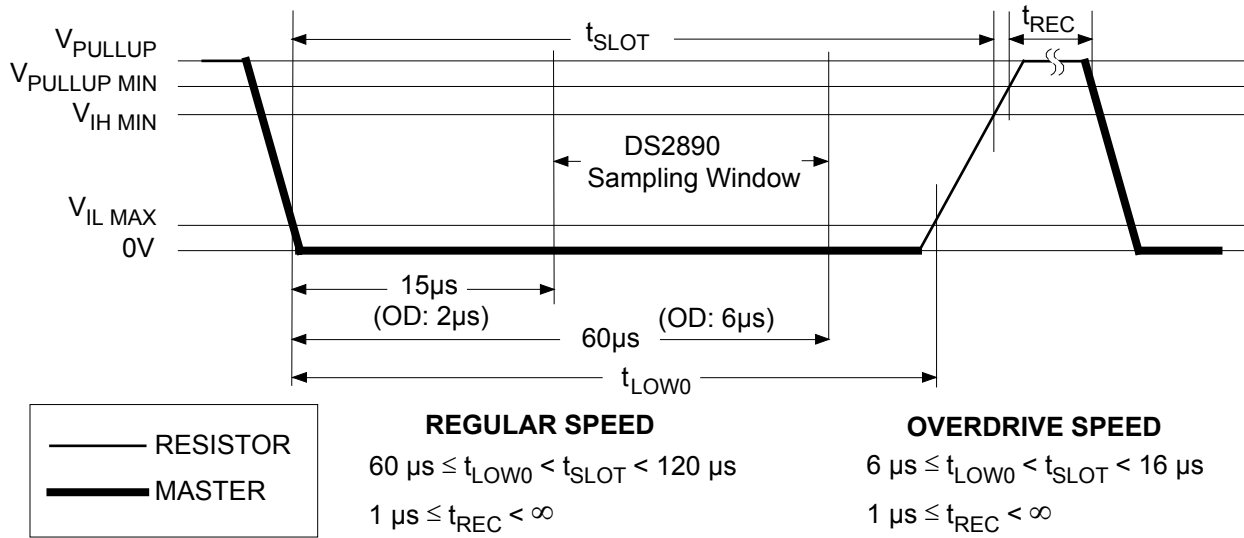 t_SLOT
t_REC
V_PULLUP
V_PULLUP MIN
V_IH MIN
DS2890
Sampling Window
V_IL MAX
0V
15µs
(OD: 2µs)
(OD: 6µs)
60µs
t_LOW0
RESISTOR
MASTER
REGULAR SPEED
60 µs ≤ t_LOW0 < t_SLOT < 120 µs
1 µs ≤ t_REC < ∞
OVERDRIVE SPEED
6 µs ≤ t_LOW0 < t_SLOT < 16 µs
1 µs ≤ t_REC < ∞